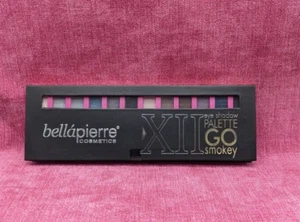 bellápierre®
COSMETICS
XII
eye shadow
PALETTE
GO
smokey